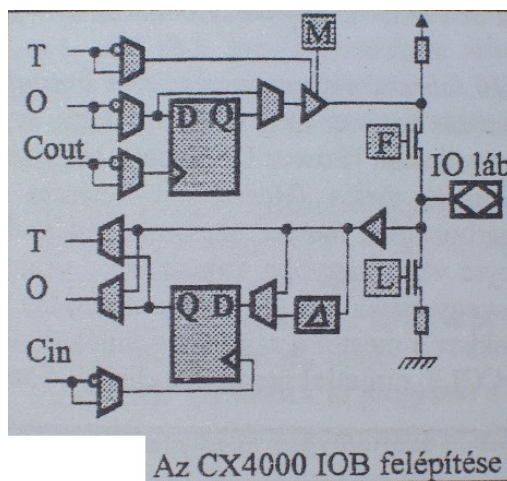 M
T
O
D Q
F
Cout
IO láb
T
O
Q D
Δ
L
Cin
Az CX4000 IOB felépítése